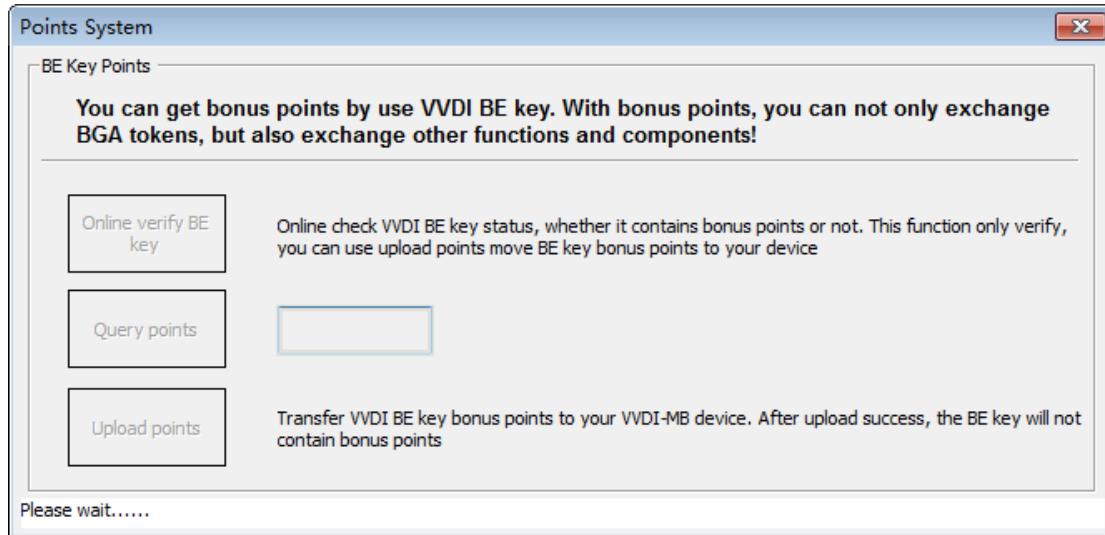 Points System
BE Key Points
You can get bonus points by use VVDI BE key. With bonus points, you can not only exchange
BGA tokens, but also exchange other functions and components!
Online verify BE
key
Online check VVDI BE key status, whether it contains bonus points or not. This function only verify,
you can use upload points move BE key bonus points to your device
Query points
Upload points
Transfer VVDI BE key bonus points to your VVDI-MB device. After upload success, the BE key will not
contain bonus points
Please wait......